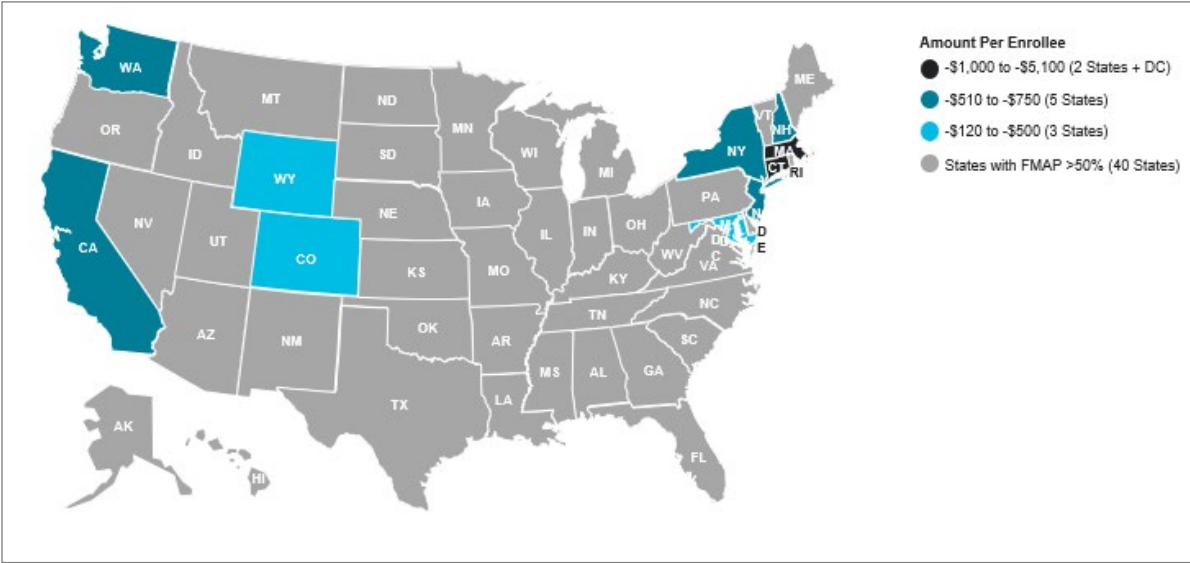 Amount Per Enrollee
-$1,000 to -$5,100 (2 States + DC)
-$510 to -$750 (5 States)
-$120 to -$500 (3 States)
States with FMAP >50% (40 States)
WA
OR
CA
NV
ID
MT
WY
UT
CO
AZ
NM
ND
SD
NE
KS
OK
TX
MN
IA
MO
AR
LA
WI
IL
MI
IN
OH
KY
TN
MS
AL
GA
FL
SC
NC
VA
WV
D
C
D
E
PA
NY
VT
NH
ME
MA
CT
RI
AK
HI